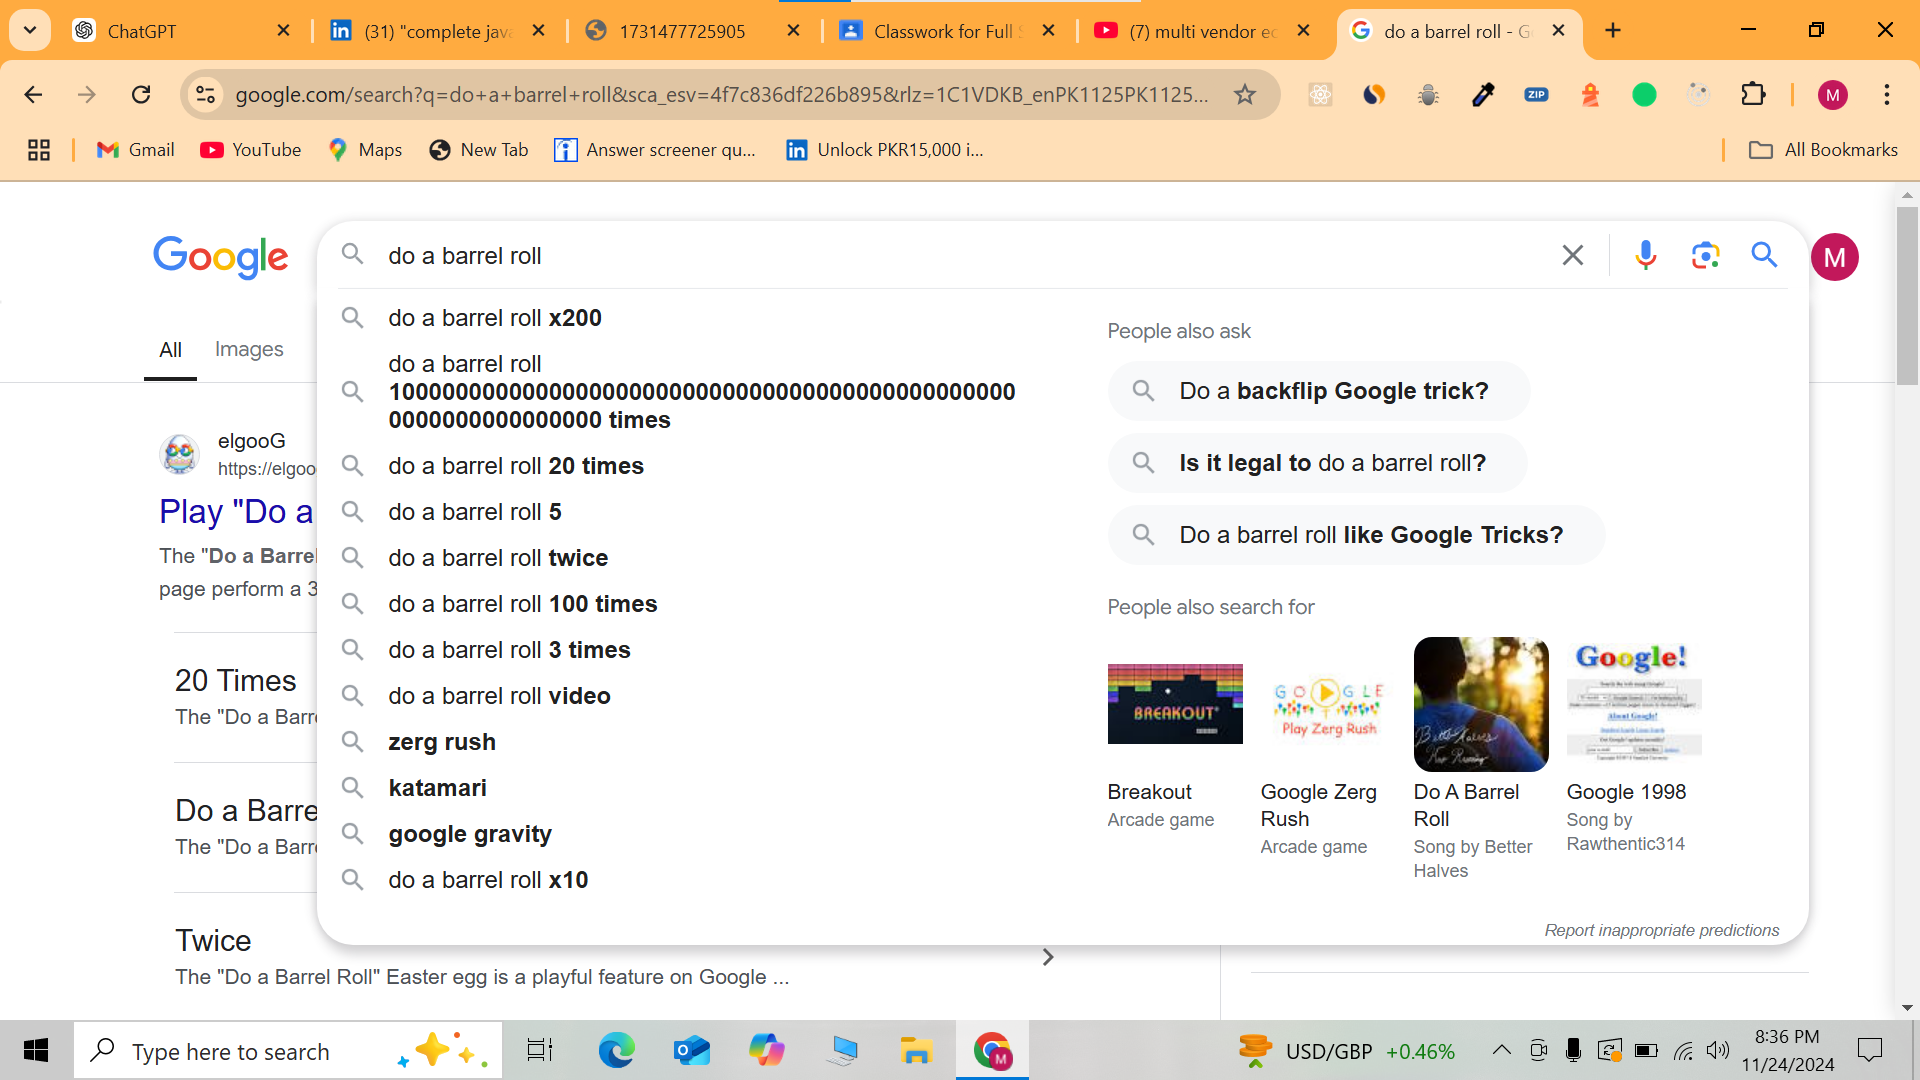 ChatGPT
(31) "complete java
1731477725905
Classwork for Full S
(7) multi vendor ec
do a barrel roll - G
google.com/search?q=do+a+barrel+roll&sca_esv=4f7c836df226b895&rlz=1C1VDKB_enPK1125PK1125...
ZIP
M
Gmail
YouTube
Maps
New Tab
Answer screener qu...
Unlock PKR15,000 i...
All Bookmarks
Google
do a barrel roll
M
All
Images
do a barrel roll x200
do a barrel roll
elgooG
https://elgoo
Play "Do a
The "Do a Barrel
page perform a 3
20 Times
The "Do a Barre
Do a Barre
The "Do a Barre
Twice
The "Do a Barrel Roll" Easter egg is a playful feature on Google ...
times
do a barrel roll 20 times
do a barrel roll 5
do a barrel roll twice
do a barrel roll 100 times
do a barrel roll 3 times
do a barrel roll video
zerg rush
katamari
google gravity
do a barrel roll x10
People also ask
Do a backflip Google trick?
Is it legal to do a barrel roll?
Do a barrel roll like Google Tricks?
People also search for
BREAKOUT
GOOGLE
Play Zerg Rush
Better Halves
Google!
About Google!
Breakout
Arcade game
Google Zerg
Rush
Arcade game
Do A Barrel
Roll
Song by Better
Halves
Google 1998
Song by
Rawthentic314
Report inappropriate predictions
Type here to search
USD/GBP +0.46%
8:36 PM
11/24/2024